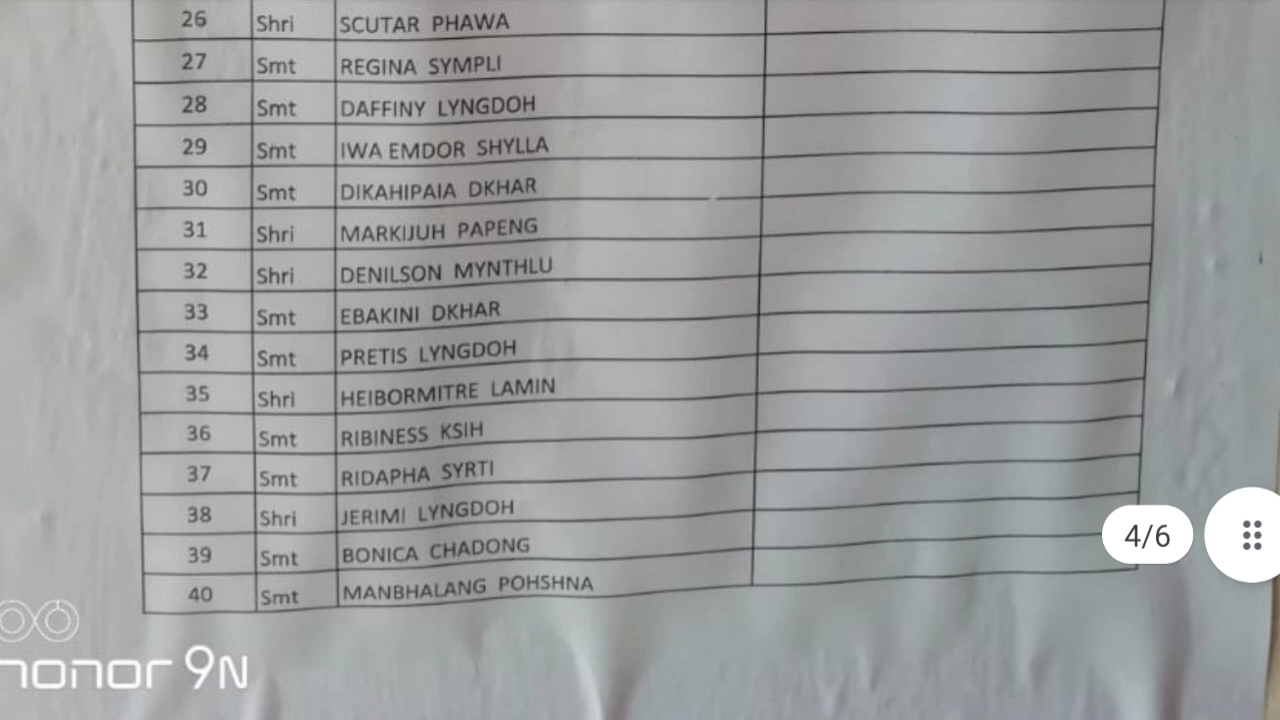 26 Shri SCUTAR PHAWA
27 Smt REGINA SYMPLI
28 Smt DAFFINY LYNGDOH
29 Smt IWA EMDOR SHYLLA
30 Smt DIKAHIPAIA DKHAR
31 Shri MARKIJUH PAPENG
32 Shri DENILSON MYNTHLU
33 Smt EBAKINI DKHAR
34 Smt PRETIS LYNGDOH
35 Shri HEIBORMITRE LAMIN
36 Smt RIBINESS KSIH
37 Smt RIDAPHA SYRTI
38 Shri JERIMI LYNGDOH
39 Smt BONICA CHADONG
40 Smt MANBHALANG POHSHNA
4/6
honor 9N